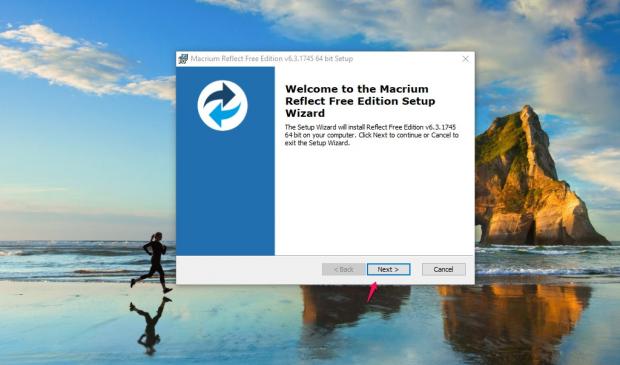 Macrium Reflect Free Edition v6.3.1745 64 bit Setup
Welcome to the Macrium
Reflect Free Edition Setup
Wizard
The Setup Wizard will install Reflect Free Edition v6.3.1745
64 bit on your computer. Click Next to continue or Cancel to
exit the Setup Wizard.
< Back Next > Cancel